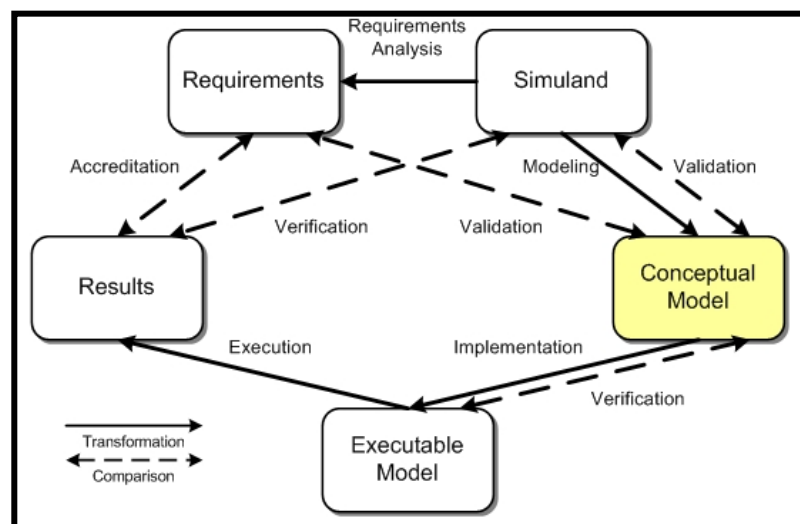 Requirements
Analysis
Requirements
Simuland
Accreditation
Modeling
Validation
Verification
Validation
Results
Conceptual
Model
Execution
Implementation
Verification
Transformation
Comparison
Executable
Model